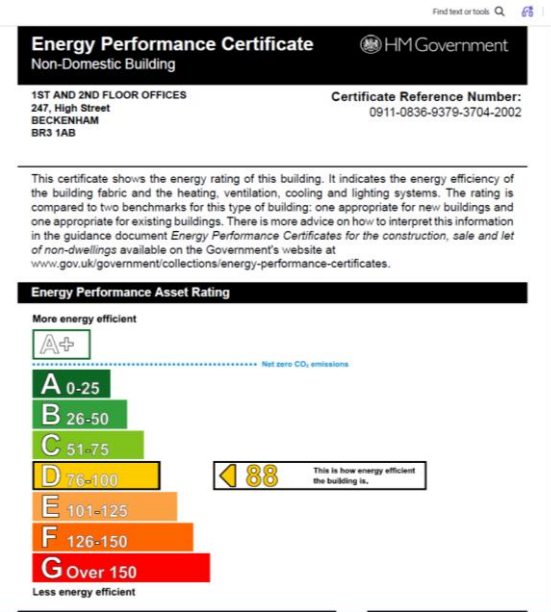 Find text or tools
Energy Performance Certificate
HM Government
Non-Domestic Building
1ST AND 2ND FLOOR OFFICES
247, High Street
BECKENHAM
BR3 1AB
Certificate Reference Number:
0911-0836-9379-3704-2002
This certificate shows the energy rating of this building. It indicates the energy efficiency of
the building fabric and the heating, ventilation, cooling and lighting systems. The rating is
compared to two benchmarks for this type of building: one appropriate for new buildings and
one appropriate for existing buildings. There is more advice on how to interpret this information
in the guidance document Energy Performance Certificates for the construction, sale and let
of non-dwellings available on the Government's website at
www.gov.uk/government/collections/energy-performance-certificates.
Energy Performance Asset Rating
More energy efficient
A+
Net zero CO₂ emissions
A 0-25
B 26-50
C 51-75
D 76-100
88 This is how energy efficient
the building is.
E 101-125
F 126-150
G Over 150
Less energy efficient